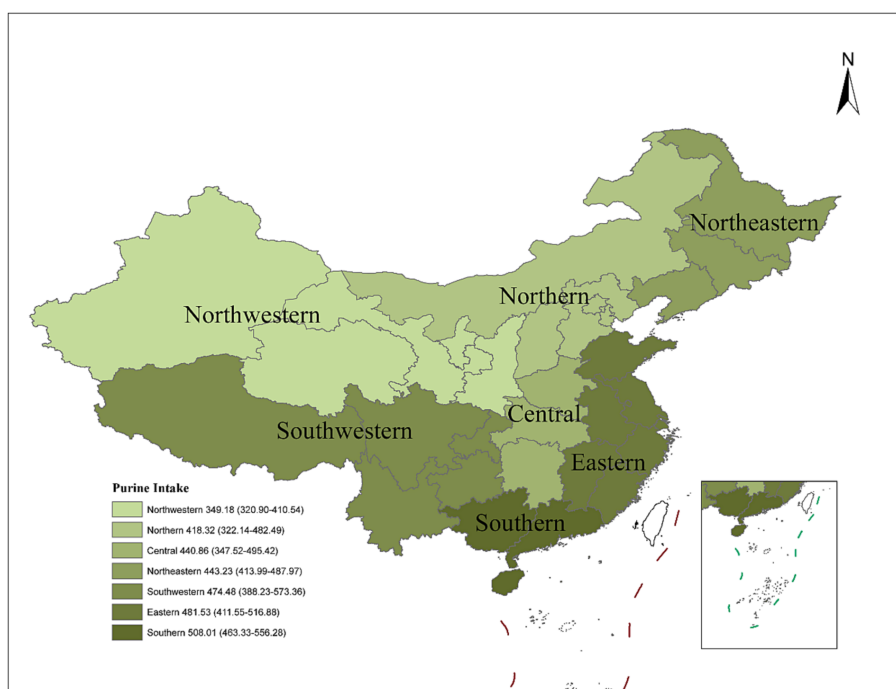 N
Northeastern
Northern
Northwestern
Central
Southwestern
Eastern
Southern
Purine Intake
Northwestern 349.18 (320.90-410.54)
Northern 418.32 (322.14-482.49)
Central 440.86 (347.52-495.42)
Northeastern 443.23 (413.99-487.97)
Southwestern 474.48 (388.23-573.36)
Eastern 481.53 (411.55-516.88)
Southern 508.01 (463.33-556.28)